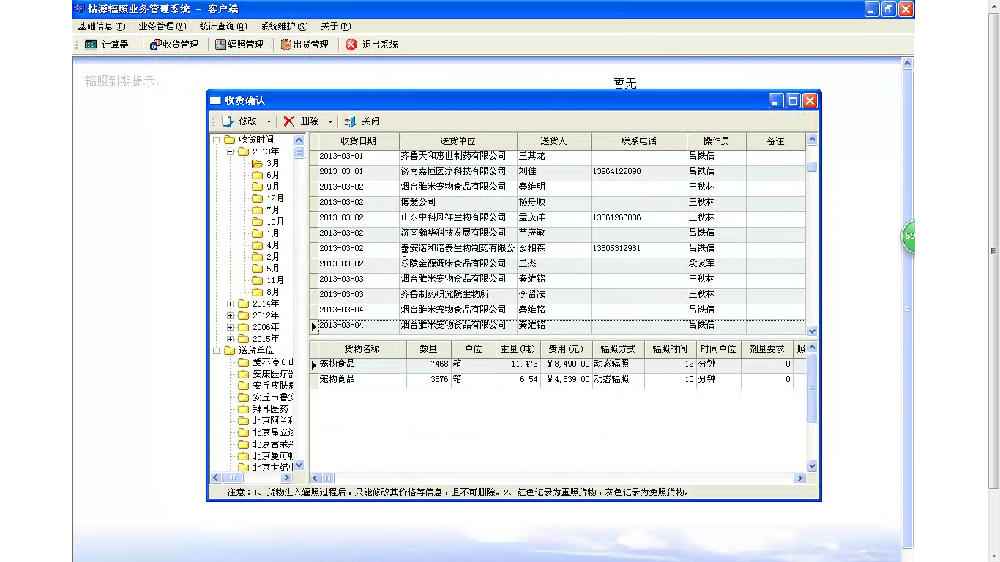 钴源辐照业务管理系统 - 客户端
基础信息(I) 业务管理(M) 统计查询(Q) 系统维护(S) 关于(P)
计算器 收货管理 辐照管理 出货管理 退出系统
辐照到期提示:
暂无
收货确认
修改 删除 关闭
收货时间
2013年
3月
6月
9月
12月
7月
10月
1月
4月
2月
5月
11月
8月
2014年
2012年
2006年
2015年
送货单位
爱不停(山
安康医疗器
安丘皮肤病
安丘市鲁安
拜耳医药
北京阿兰科
北京昂立达
北京富荣兴
北京曼可顿
北京世纪中
收货日期 送货单位 送货人 联系电话 操作员 备注
2013-03-01 齐鲁天和惠世制药有限公司 王其龙 吕铁信
2013-03-01 济南嘉恒医疗科技有限公司 刘佳 13964122098 吕铁信
2013-03-02 烟台雅米宠物食品有限公司 秦维明 王秋林
2013-03-02 博爱公司 杨舟顺 王秋林
2013-03-02 山东中科凤祥生物有限公司 孟庆洋 13561266086 王秋林
2013-03-02 济南瀚华科技发展有限公司 芦庆敏 吕铁信
2013-03-02 泰安诺和诺泰生物制药有限公司 幺相森 13805312981 吕铁信
2013-03-02 乐陵金源调味食品有限公司 王杰 段友军
2013-03-03 烟台雅米宠物食品有限公司 秦维铭 王秋林
2013-03-03 齐鲁制药研究院生物所 李留法 王秋林
2013-03-04 烟台雅米宠物食品有限公司 秦维铭 吕铁信
2013-03-04 烟台雅米宠物食品有限公司 秦维铭 吕铁信
货物名称 数量 单位 重量(吨) 费用(元) 辐照方式 辐照时间 时间单位 剂量要求 照
宠物食品 7468 箱 11.473 ￥8,490.00 动态辐照 12 分钟 0
宠物食品 3576 箱 6.54 ￥4,839.00 动态辐照 10 分钟 0
注意:1、货物进入辐照过程后,只能修改其价格等信息,且不可删除。2、红色记录为重照货物,灰色记录为免照货物。
59